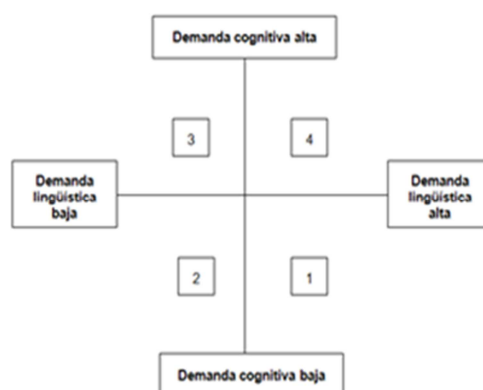 Demanda cognitiva alta
3
4
Demanda
lingüística
baja
Demanda
lingüística
alta
2
1
Demanda cognitiva baja